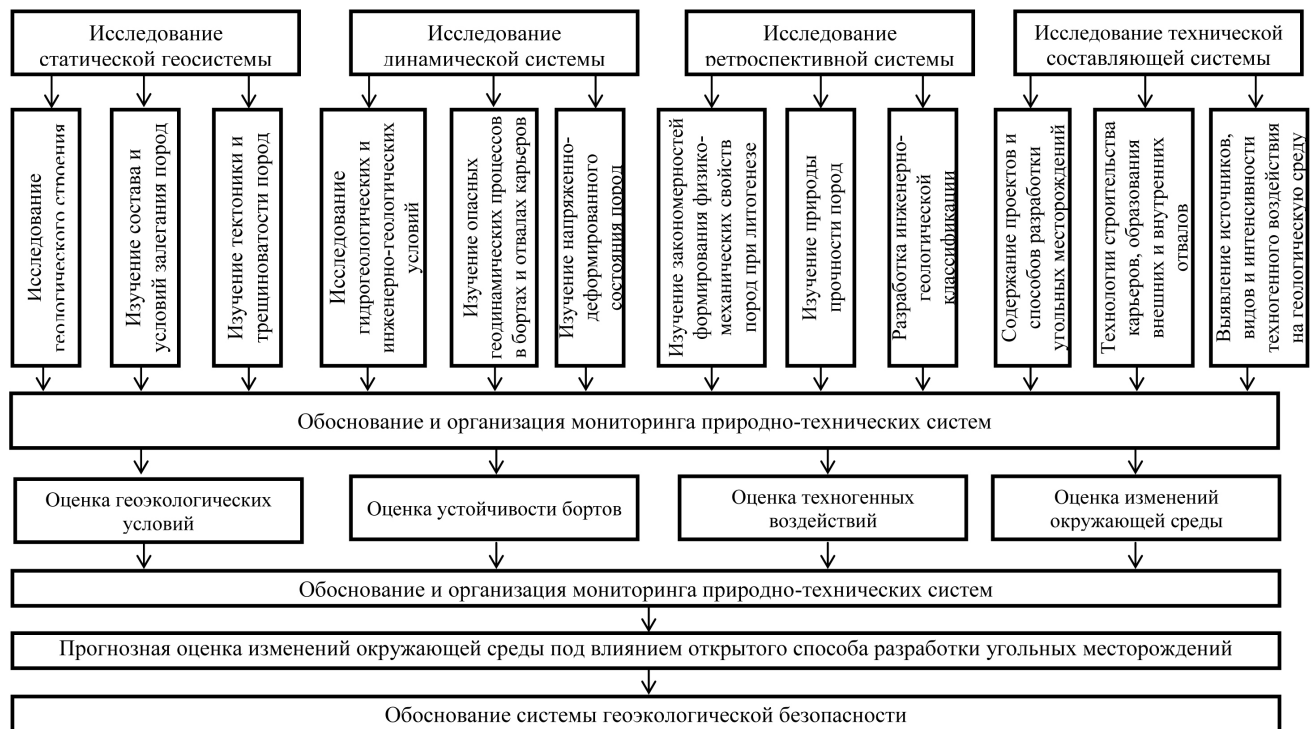 Исследование
статической геосистемы
Исследование
динамической системы
Исследование
ретроспективной системы
Исследование технической
составляющей системы
Исследование
геологического строения
Изучение состава и
условий залегания пород
Изучение тектоники и
трещиноватости пород
Исследование
гидрогеологических и
инженерно-геологических
условий
Изучение опасных
геодинамических процессов
в бортах и отвалах карьеров
Изучение напряженно-
деформированного
состояния пород
Изучение закономерностей
формирования физико-
механических свойств
пород при литогенезе
Изучение природы
прочности пород
Разработка инженерно-
геологической
классификации
Содержание проектов и
способов разработки
угольных месторождений
Технологии строительства
карьеров, образования
внешних и внутренних
отвалов
Выявление источников,
видов и интенсивности
техногенного воздействия
на геологическую среду
Обоснование и организация мониторинга природно-технических систем
Оценка геоэкологических
условий
Оценка устойчивости бортов
Оценка техногенных
воздействий
Оценка изменений
окружающей среды
Обоснование и организация мониторинга природно-технических систем
Прогнозная оценка изменений окружающей среды под влиянием открытого способа разработки угольных месторождений
Обоснование системы геоэкологической безопасности